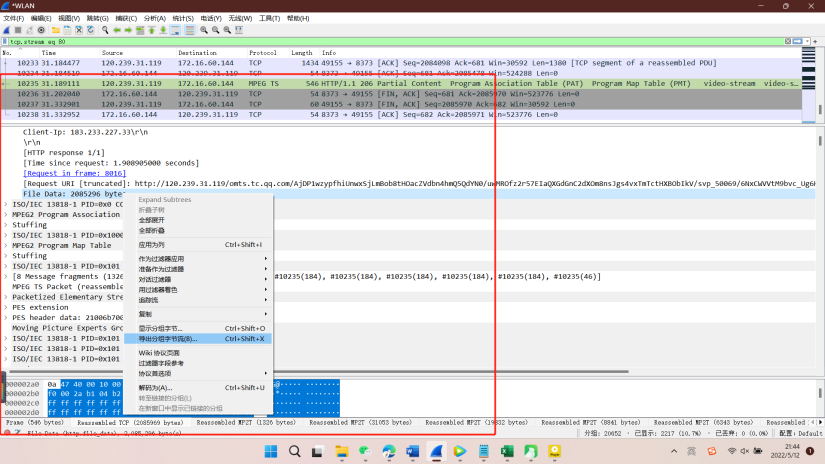 *WLAN
文件(F) 编辑(E) 视图(V) 跳转(G) 捕获(C) 分析(A) 统计(S) 电话(Y) 无线(W) 工具(T) 帮助(H)
tcp.stream eq 80
No. Time Source Destination Protocol Length Info
10233 31.184477 120.239.31.119 172.16.60.144 TCP 1434 49155 → 8373 [ACK] Seq=2084098 Ack=681 Win=30592 Len=1380 [TCP segment of a reassembled PDU]
10234 31.184519 172.16.60.144 120.239.31.119 TCP 54 8373 → 49155 [ACK] Seq=681 Ack=2085478 Win=524288 Len=0
10235 31.189111 120.239.31.119 172.16.60.144 MPEG TS 546 HTTP/1.1 206 Partial Content Program Association Table (PAT) Program Map Table (PMT) video-stream video-s...
10236 31.202040 172.16.60.144 120.239.31.119 TCP 54 8373 → 49155 [FIN, ACK] Seq=681 Ack=2085970 Win=523776 Len=0
10237 31.332901 120.239.31.119 172.16.60.144 TCP 60 49155 → 8373 [FIN, ACK] Seq=2085970 Ack=682 Win=30592 Len=0
10238 31.332952 172.16.60.144 120.239.31.119 TCP 54 8373 → 49155 [ACK] Seq=682 Ack=2085971 Win=523776 Len=0
Client-Ip: 183.233.227.33\r\n
\r\n
[HTTP response 1/1]
[Time since request: 1.908905000 seconds]
[Request in frame: 8016]
[Request URI [truncated]: http://120.239.31.119/omts.tc.qq.com/
File Data: 2085296 bytes
ISO/IEC 13818-1 PID=0x0 CC
MPEG2 Program Association
Stuffing
ISO/IEC 13818-1 PID=0x1000
MPEG2 Program Map Table
Stuffing
ISO/IEC 13818-1 PID=0x101
[8 Message fragments (1326 #10235(184), #10235(184), #10235(184), #10235(184), #10235(184), #10235(46)]
MPEG TS Packet (reassemble
Packetized Elementary Stre
PES extension
PES header data: 21006b700
Moving Picture Experts Gro
ISO/IEC 13818-1 PID=0x101
ISO/IEC 13818-1 PID=0x101
ISO/IEC 13818-1 PID=0x101
Expand Subtrees
折叠子树
全部展开
全部折叠
应用为列 Ctrl+Shift+I
作为过滤器应用
准备作为过滤器
对话过滤器
用过滤器着色
追踪流
复制
显示分组字节... Ctrl+Shift+O
导出分组字节流(B)... Ctrl+Shift+X
Wiki 协议页面
过滤器字段参考
协议首选项
解码为(A)... Ctrl+Shift+U
转至链接的分组(L)
在新窗口中显示已链接的分组
000002a0 0a 47 40 00 10 00
000002b0 f0 00 2a b1 04 b2
000002c0 ff ff ff ff ff ff
000002d0 ff ff ff ff ff ff
Frame (546 bytes) Reassembled TCP (2085969 bytes) Reassembled MP2T (1326 bytes) Reassembled MP2T (31053 bytes) Reassembled MP2T (19832 bytes) Reassembled MP2T (8841 bytes) Reassembled MP2T (6343 bytes) Reassembled
File Data (http.file_data), 2,085,296 byte(s)
分组: 20652 · 已显示: 2217 (10.7%) · 已丢弃: 0 (0.0%)
配置: Default
21:44
2022/5/12